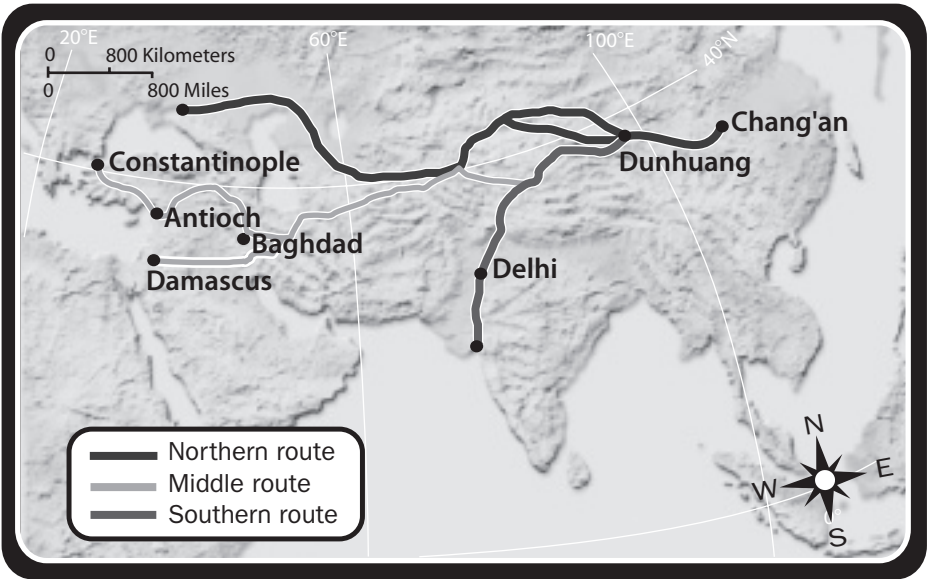 20°E
60°E
100°E
40°N
0 800 Kilometers
0 800 Miles
Constantinople
Antioch
Baghdad
Damascus
Chang'an
Dunhuang
Delhi
Northern route
Middle route
Southern route
N
W E
S
0°